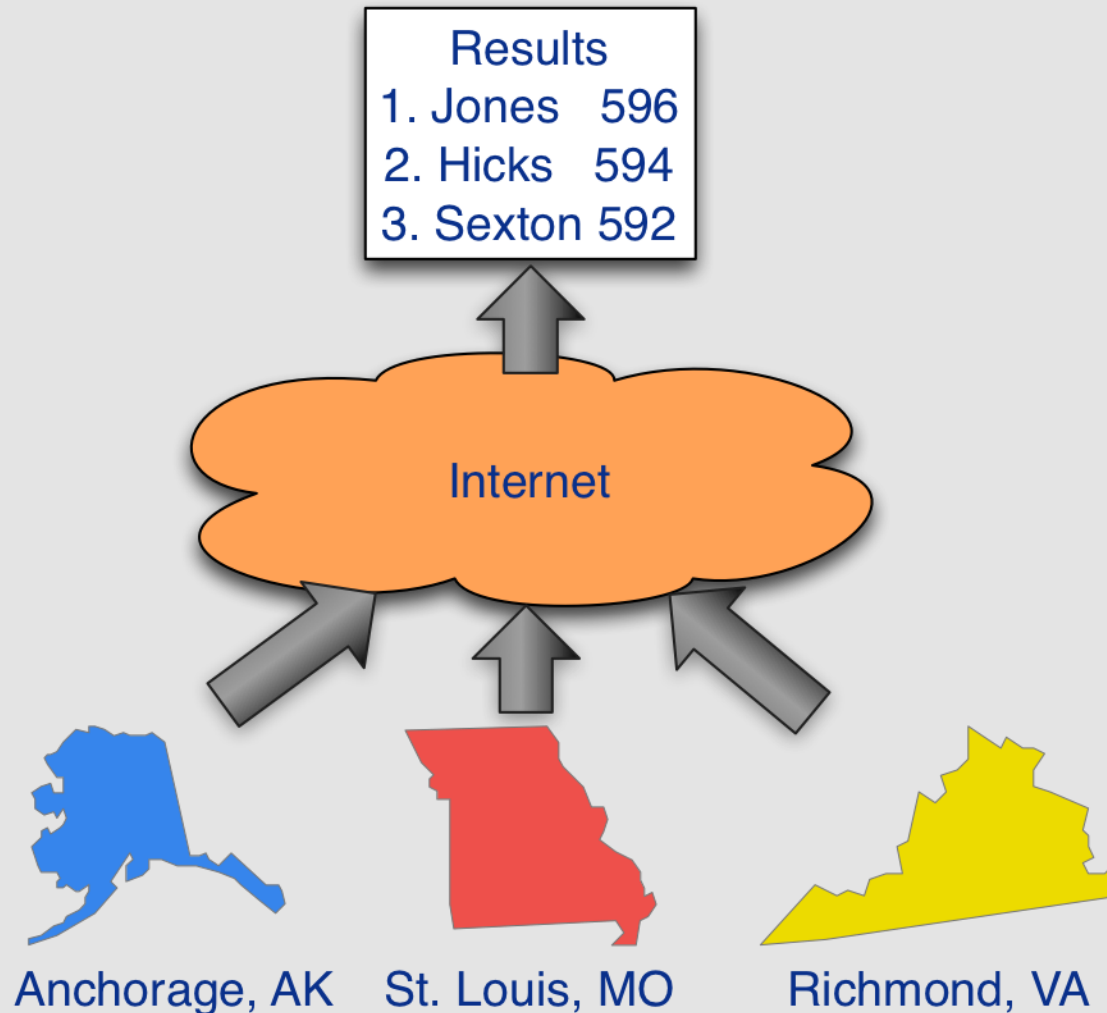 Results
1. Jones 596
2. Hicks 594
3. Sexton 592
Internet
Anchorage, AK
St. Louis, MO
Richmond, VA